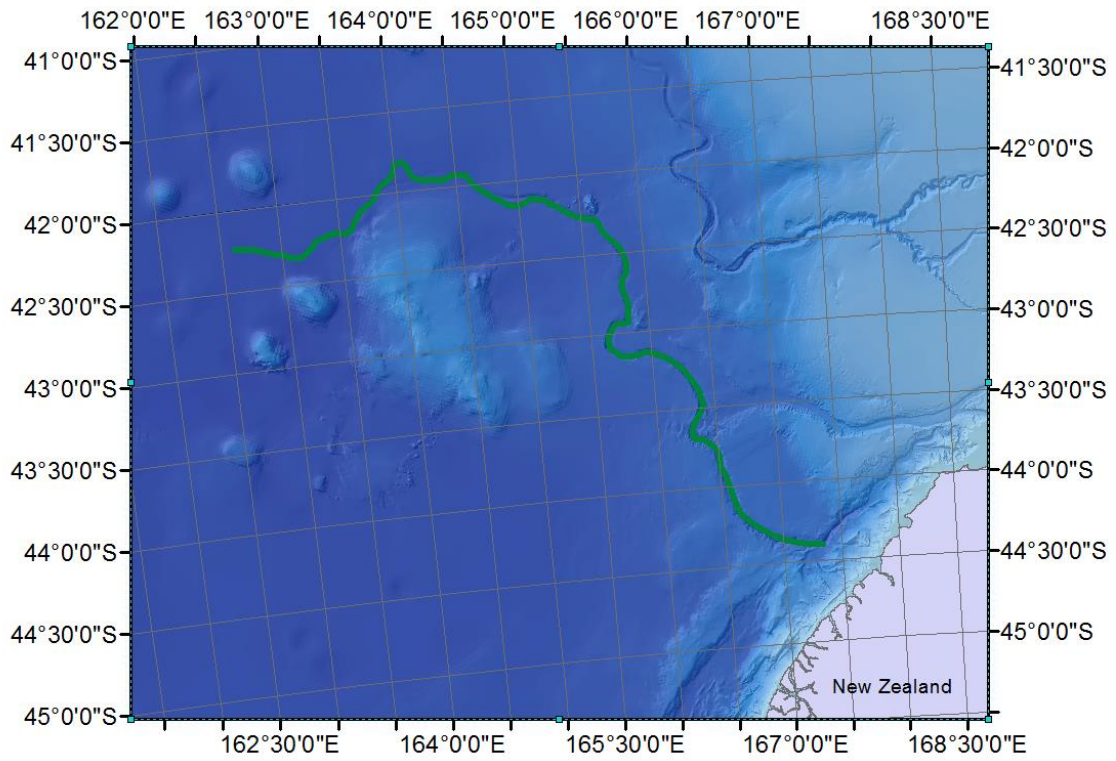 162°0'0"E 163°0'0"E 164°0'0"E 165°0'0"E 166°0'0"E 167°0'0"E 168°30'0"E
41°0'0"S
41°30'0"S
41°30'0"S
42°0'0"S
42°0'0"S
42°30'0"S
42°30'0"S
43°0'0"S
43°0'0"S
43°30'0"S
43°30'0"S
44°0'0"S
44°0'0"S
44°30'0"S
44°30'0"S
45°0'0"S
New Zealand
45°0'0"S
162°30'0"E 164°0'0"E 165°30'0"E 167°0'0"E 168°30'0"E